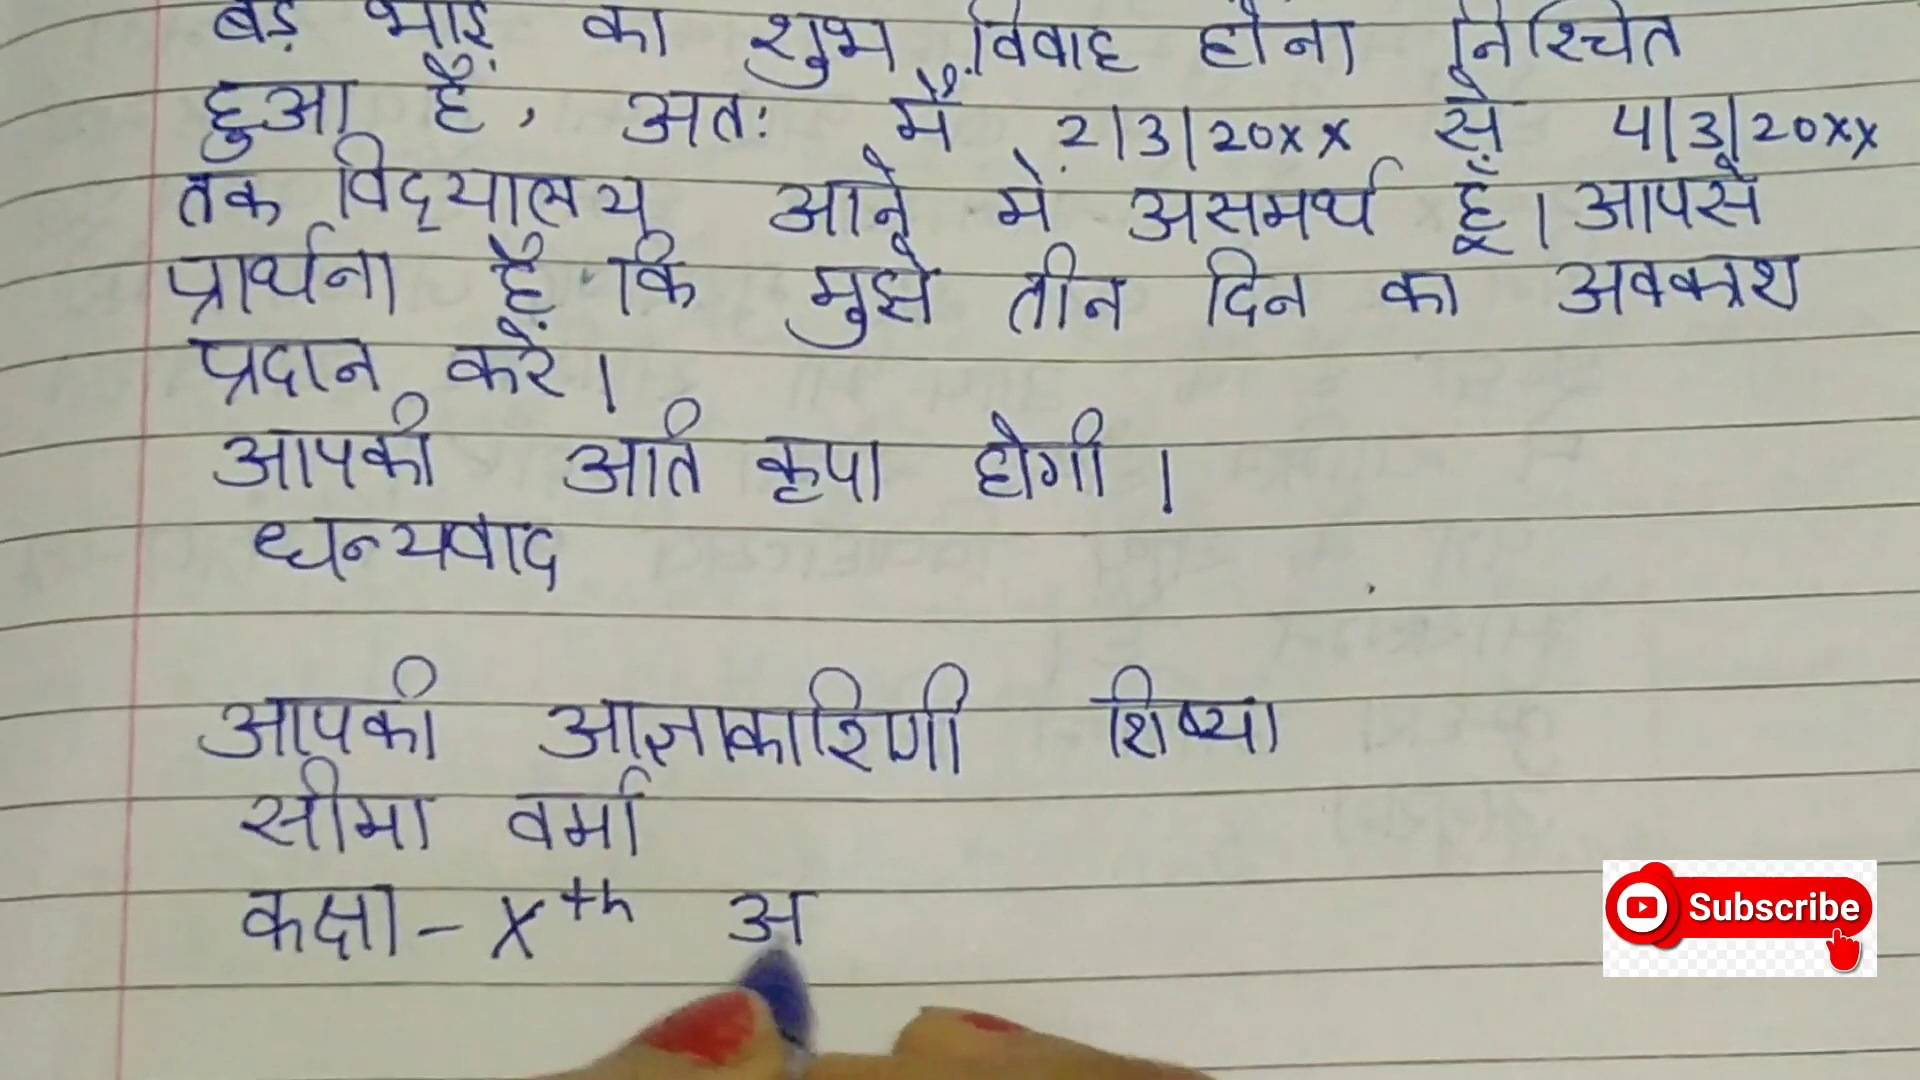 बड़े भाई का शुभ विवाह होना निश्चित
हुआ है, अतः मैं 2/3/20xx से 4/3/20xx
तक विद्यालय आने में असमर्थ हूँ। आपसे
प्रार्थना है कि मुझे तीन दिन का अवकाश
प्रदान करें।
आपकी अति कृपा होगी।
धन्यवाद
आपकी आज्ञाकारिणी शिष्या
सीमा वर्मा
कक्षा - Xth अ
Subscribe